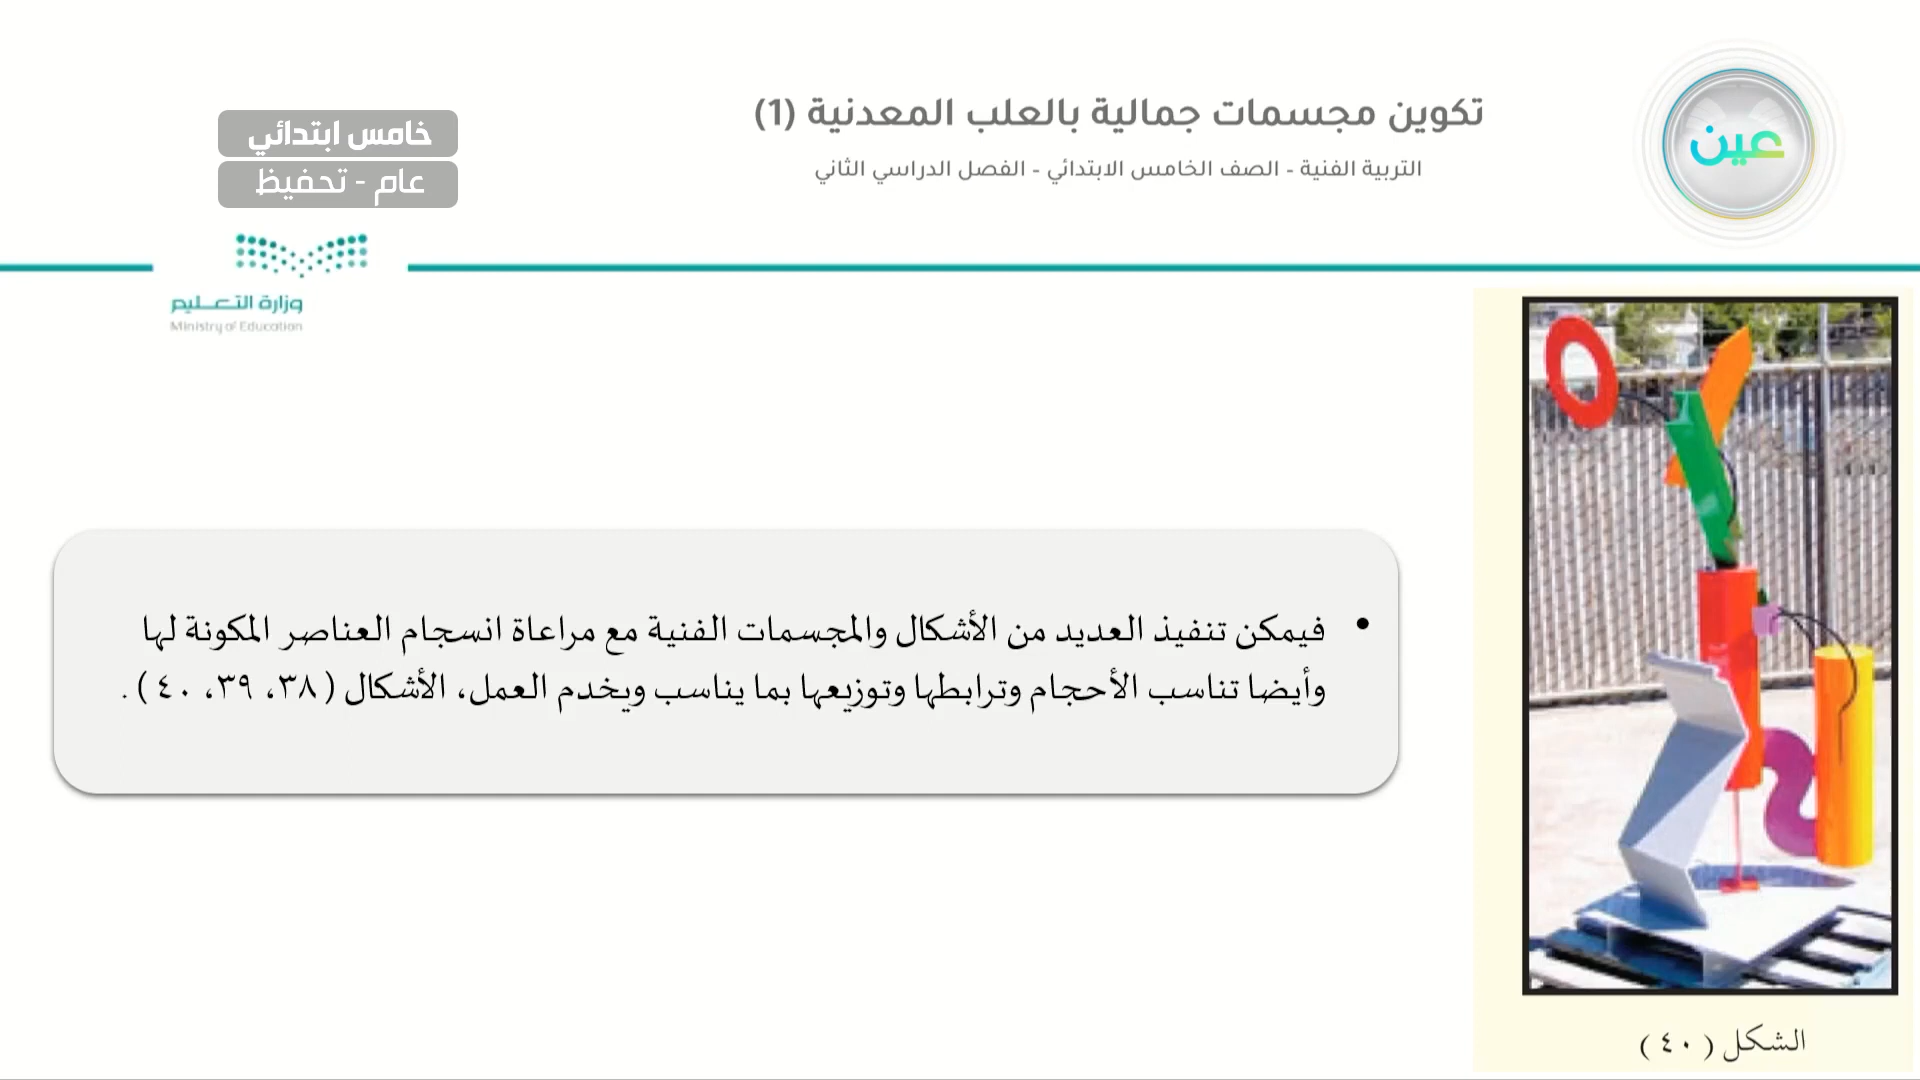 عين
تكوين مجسمات جمالية بالعلب المعدنية (1)
التربية الفنية - الصف الخامس الابتدائي - الفصل الدراسي الثاني
خامس ابتدائي
عام - تحفيظ
وزارة التعليم
Ministry of Education
• فيمكن تنفيذ العديد من الأشكال والمجسمات الفنية مع مراعاة انسجام العناصر المكونة لها
وأيضا تناسب الأحجام وترابطها وتوزيعها بما يناسب ويخدم العمل، الأشكال (٣٨، ٣٩، ٤٠).
الشكل (٤٠)